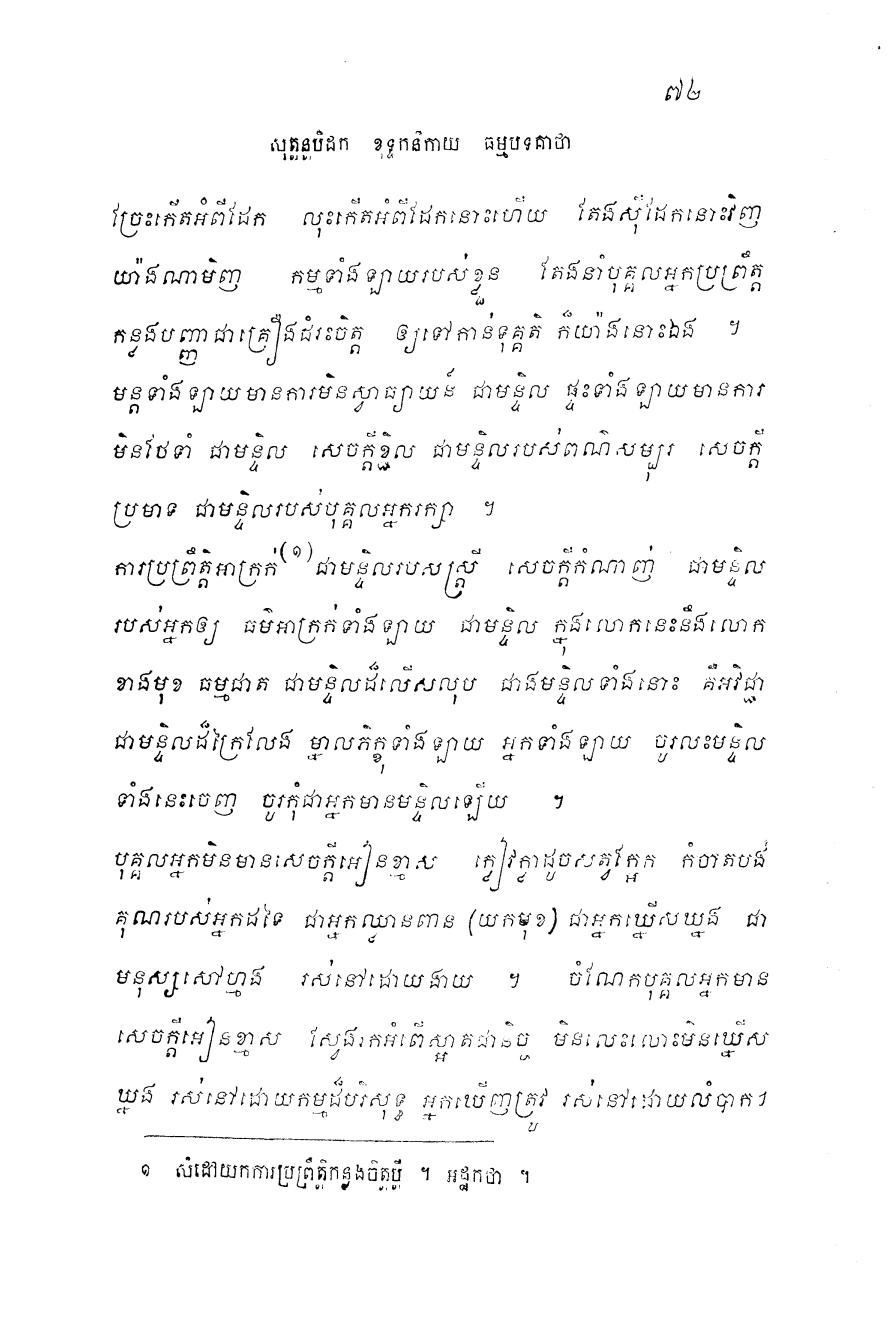 ៧២
សុត្តន្តបិដក ខុទ្ទកនិកាយ ធម្មបទគាថា
ច្រែះកើតអំពីដែក លុះកើតអំពីដែកនោះហើយ តែងស៊ីដែកនោះវិញ
យ៉ាងណាមិញ កម្មទាំងឡាយរបស់ខ្លួន តែងនាំបុគ្គលអ្នកប្រព្រឹត្ត
កន្លងបញ្ញាជាគ្រឿងជំរះចិត្ត ឲ្យទៅកាន់ទុគ្គតិ ក៏យ៉ាងនោះឯង ។
មន្តទាំងឡាយមានការមិនស្វាធ្យាយន៍ ជាមន្ទិល ផ្ទះទាំងឡាយមានការ
មិនថែទាំ ជាមន្ទិល សេចក្តីខ្ជិល ជាមន្ទិលរបស់ពណ៌សម្បុរ សេចក្តី
ប្រមាទ ជាមន្ទិលរបស់បុគ្គលអ្នករក្សា ។
ការប្រព្រឹត្តិអាក្រក់(១)ជាមន្ទិលរបស់ស្ត្រី សេចក្តីកំណាញ់ ជាមន្ទិល
របស់អ្នកឲ្យ ធម៌អាក្រក់ទាំងឡាយ ជាមន្ទិល ក្នុងលោកនេះនឹងលោក
ខាងមុខ ធម្មជាត ជាមន្ទិលដ៏លើសលុប ជាងមន្ទិលទាំងនោះ គឺអវិជ្ជា
ជាមន្ទិលដ៏ក្រៃលែង ម្នាលភិក្ខុទាំងឡាយ អ្នកទាំងឡាយ ចូរលះមន្ទិល
ទាំងនេះចេញ ចូរកុំជាអ្នកមានមន្ទិលឡើយ ។
បុគ្គលអ្នកមិនមានសេចក្តីអៀនខ្មាស ក្លៀវក្លាដូចសត្វក្អែក កំចាតបង់
គុណរបស់អ្នកដទៃ ជាអ្នកឈ្លានពាន (យកមុខ) ជាអ្នកឃ្នើសឃ្នង ជា
មនុស្សសៅហ្មង រស់នៅដោយងាយ ។ ចំណែកបុគ្គលអ្នកមាន
សេចក្តីអៀនខ្មាស ស្វែងរកអំពើស្អាតជានិច្ច មិនលេះលោះមិនឃ្នើស
ឃ្នង រស់នៅដោយកម្មដ៏បរិសុទ្ធ អ្នកឃើញត្រូវ រស់នៅដោយលំបាក។
១ សំដៅយកការប្រព្រឹត្តិកន្លងចិត្តប្តី ។ អដ្ឋកថា ។